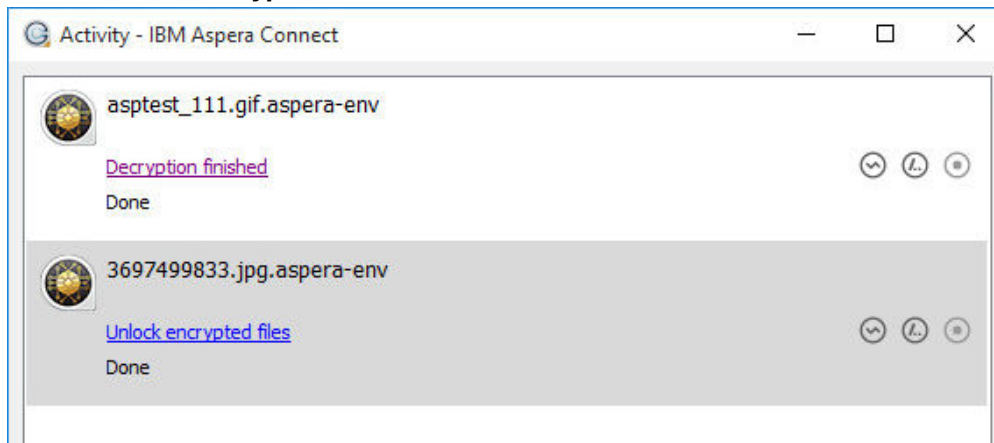 Activity - IBM Aspera Connect
asptest_111.gif.aspera-env
Decryption finished
Done
3697499833.jpg.aspera-env
Unlock encrypted files
Done